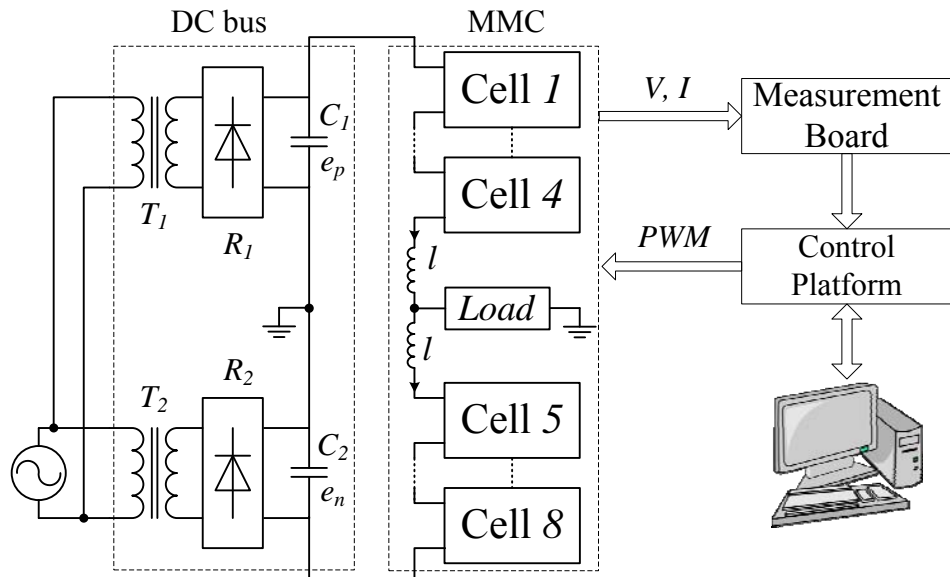 DC bus
MMC
T1
R1
C1
ep
T2
R2
C2
en
Cell 1
Cell 4
l
Load
l
Cell 5
Cell 8
V, I
PWM
Measurement
Board
Control
Platform